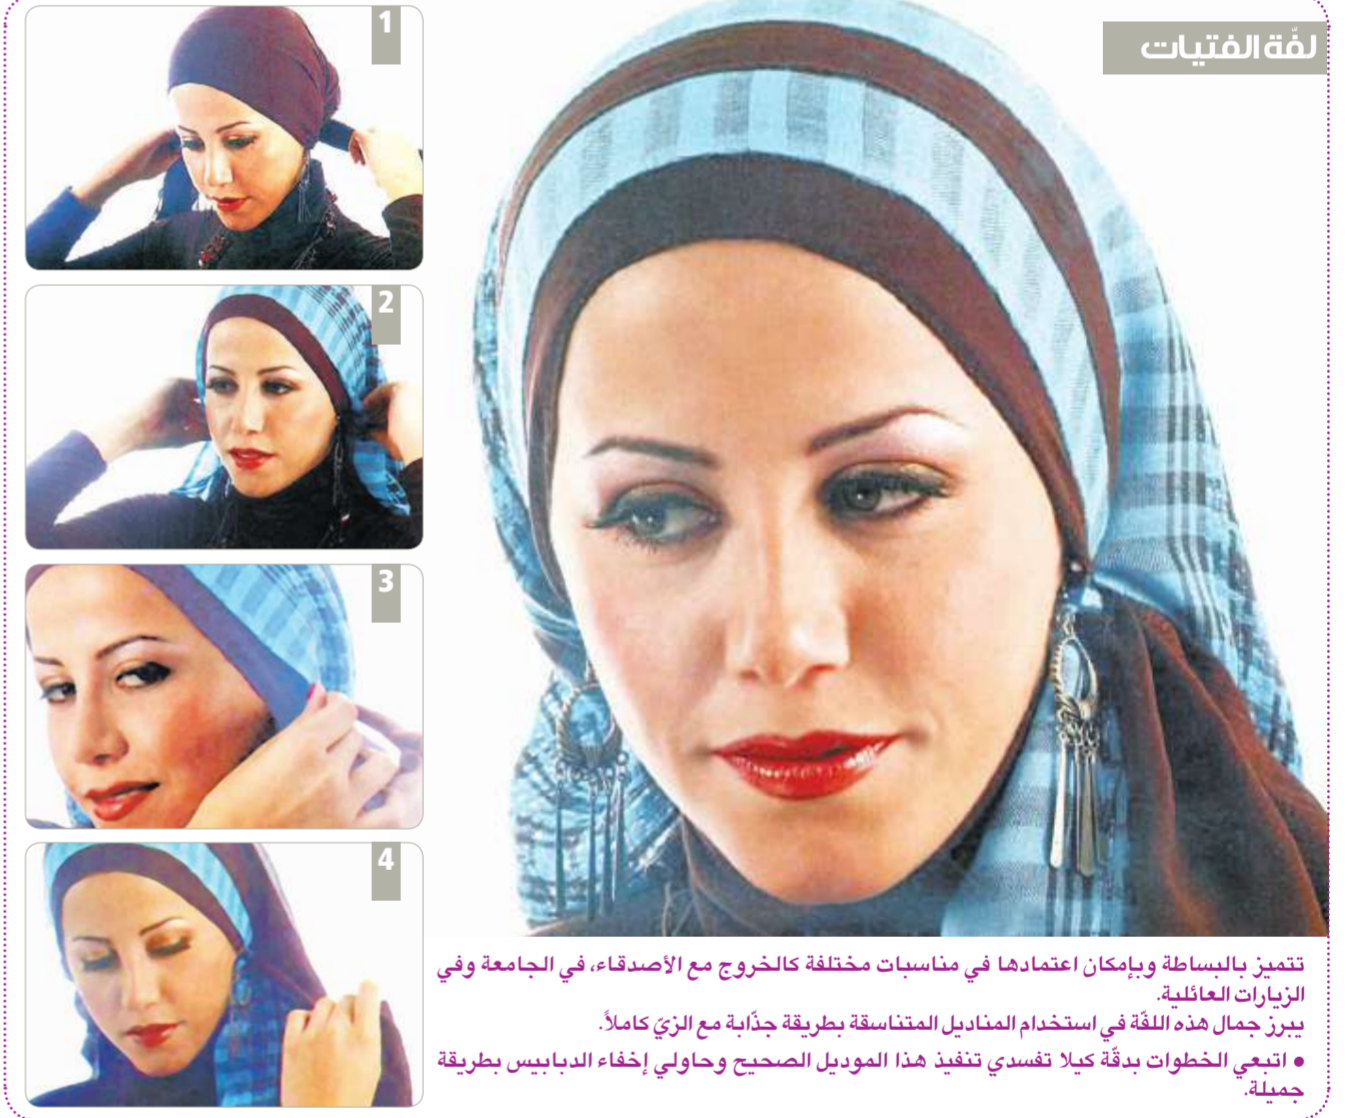 لفّة الفتيات
1
2
3
4
تتميز بالبساطة وبإمكان اعتمادها في مناسبات مختلفة كالخروج مع الأصدقاء، في الجامعة وفي
الزيارات العائلية.
يبرز جمال هذه اللفّة في استخدام المناديل المتناسقة بطريقة جذّابة مع الزيّ كاملاً.
• اتبعي الخطوات بدقّة كيلا تفسدي تنفيذ هذا الموديل الصحيح وحاولي إخفاء الدبابيس بطريقة
جميلة.